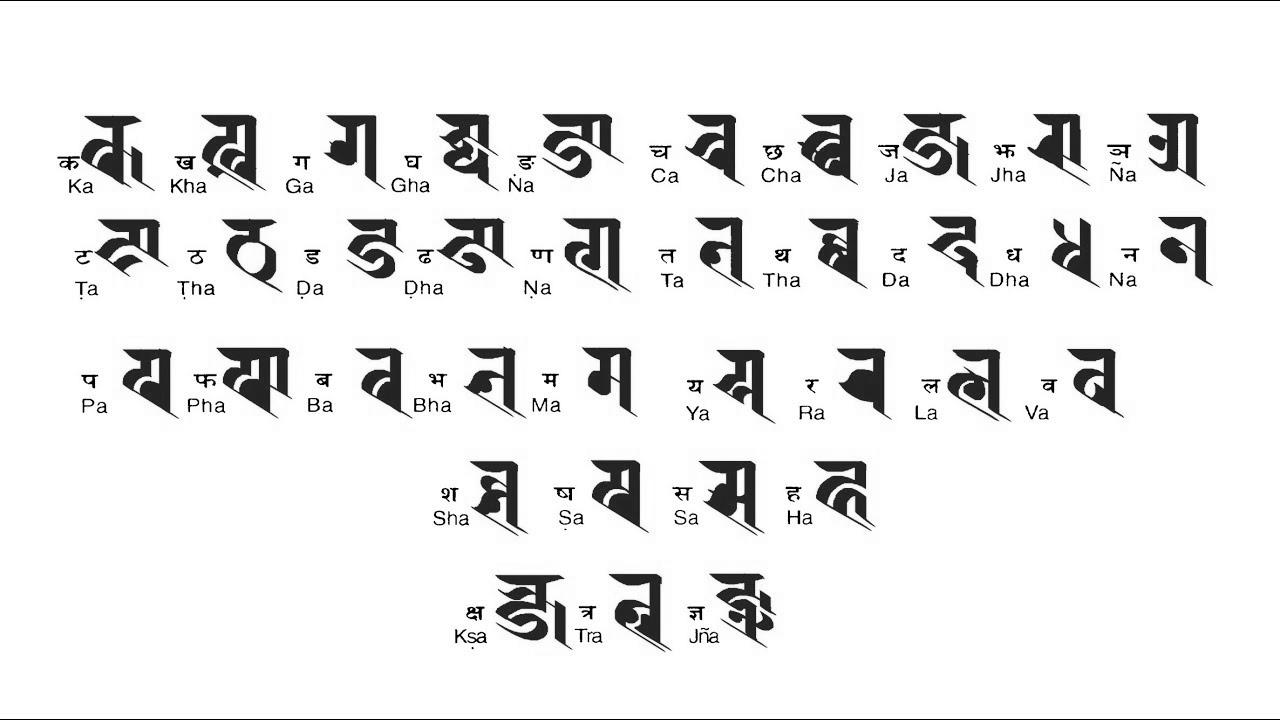 क ख ग घ ङ च छ ज झ ञ
Ka Kha Ga Gha Ṅa Ca Cha Ja Jha Ña
ट ठ ड ढ ण त थ द ध न
Ṭa Ṭha Ḍa Ḍha Ṇa Ta Tha Da Dha Na
प फ ब भ म य र ल व
Pa Pha Ba Bha Ma Ya Ra La Va
श ष स ह
Sha Ṣa Sa Ha
क्ष त्र ज्ञ
Kṣa Tra Jña